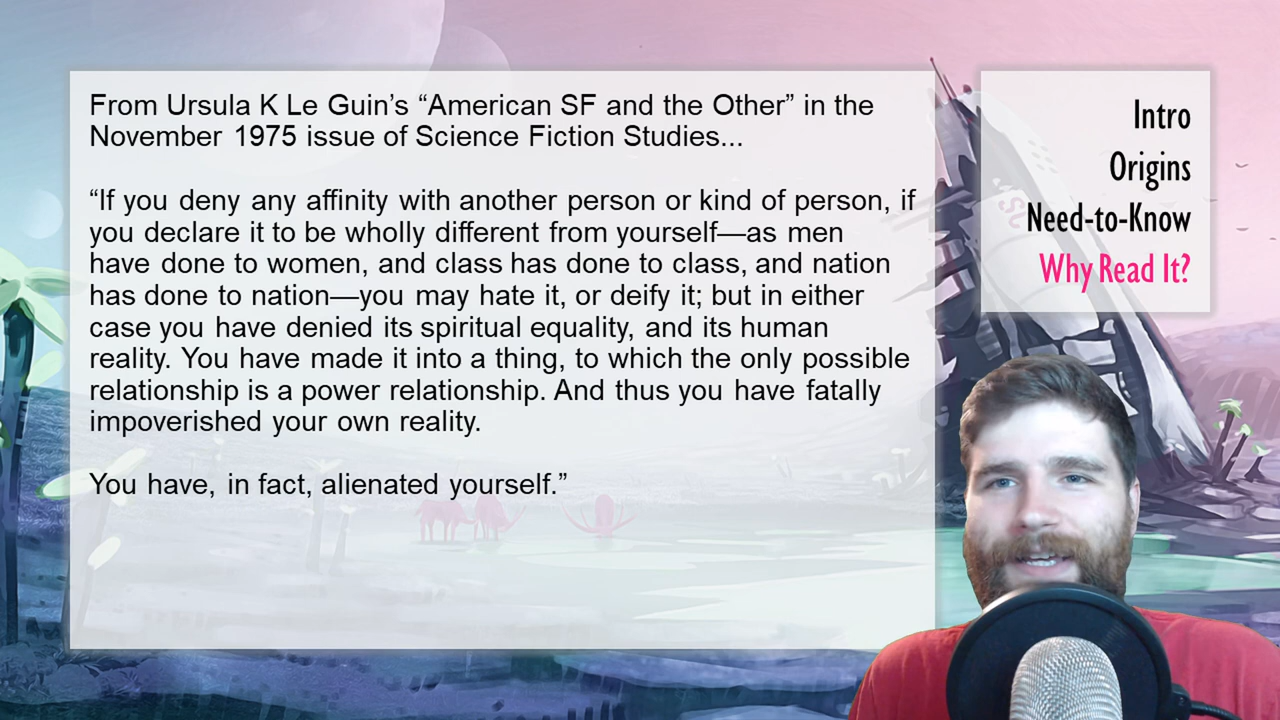 From Ursula K Le Guin’s “American SF and the Other” in the
November 1975 issue of Science Fiction Studies...
“If you deny any affinity with another person or kind of person, if
you declare it to be wholly different from yourself—as men
have done to women, and class has done to class, and nation
has done to nation—you may hate it, or deify it; but in either
case you have denied its spiritual equality, and its human
reality. You have made it into a thing, to which the only possible
relationship is a power relationship. And thus you have fatally
impoverished your own reality.
You have, in fact, alienated yourself.”
Intro
Origins
Need-to-Know
Why Read It?